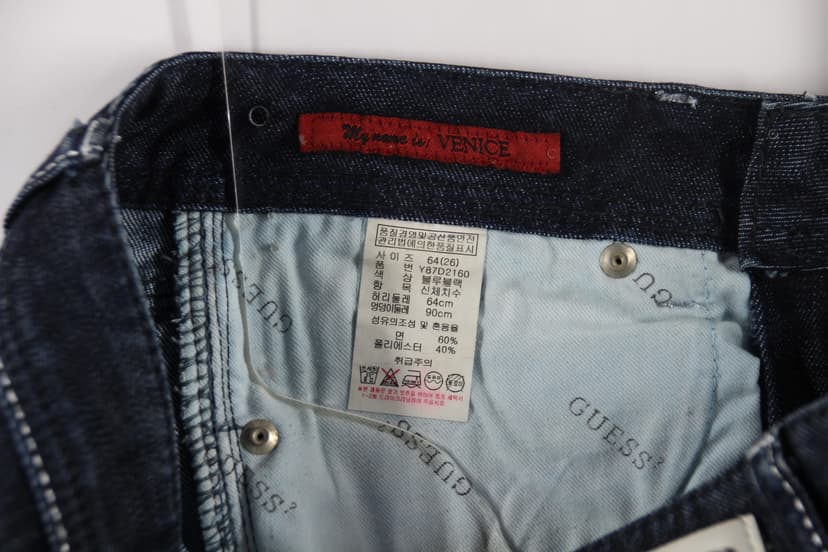 My name is: VENICE
품질경영및공산품안전
관리법에의한품질표시
사 이 즈 64(26)
품 번 Y87D2160
색 상 블루블랙
항 목 신체치수
허리둘레 64cm
엉덩이둘레 90cm
섬유의조성 및 혼용율
면 60%
폴리에스터 40%
취급주의
GUESS?
GUESS?
GUESS?
GU
ESS?